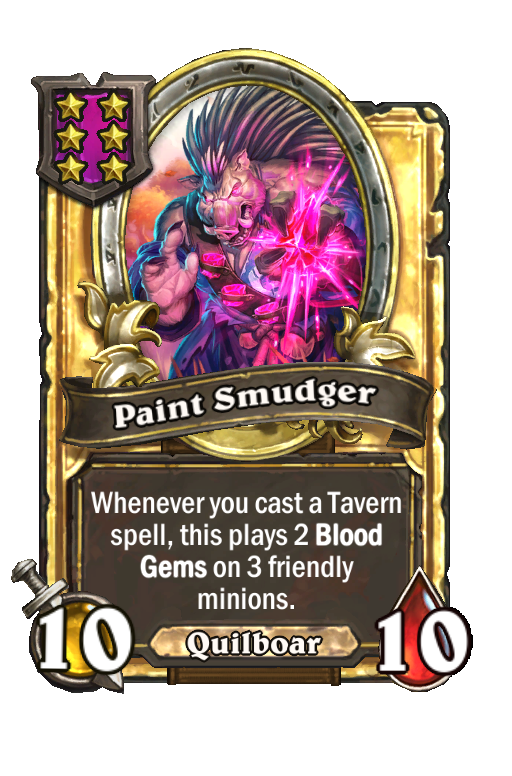 Paint Smudger
Whenever you cast a Tavern
spell, this plays 2 Blood
Gems on 3 friendly
minions.
10
Quilboar
10